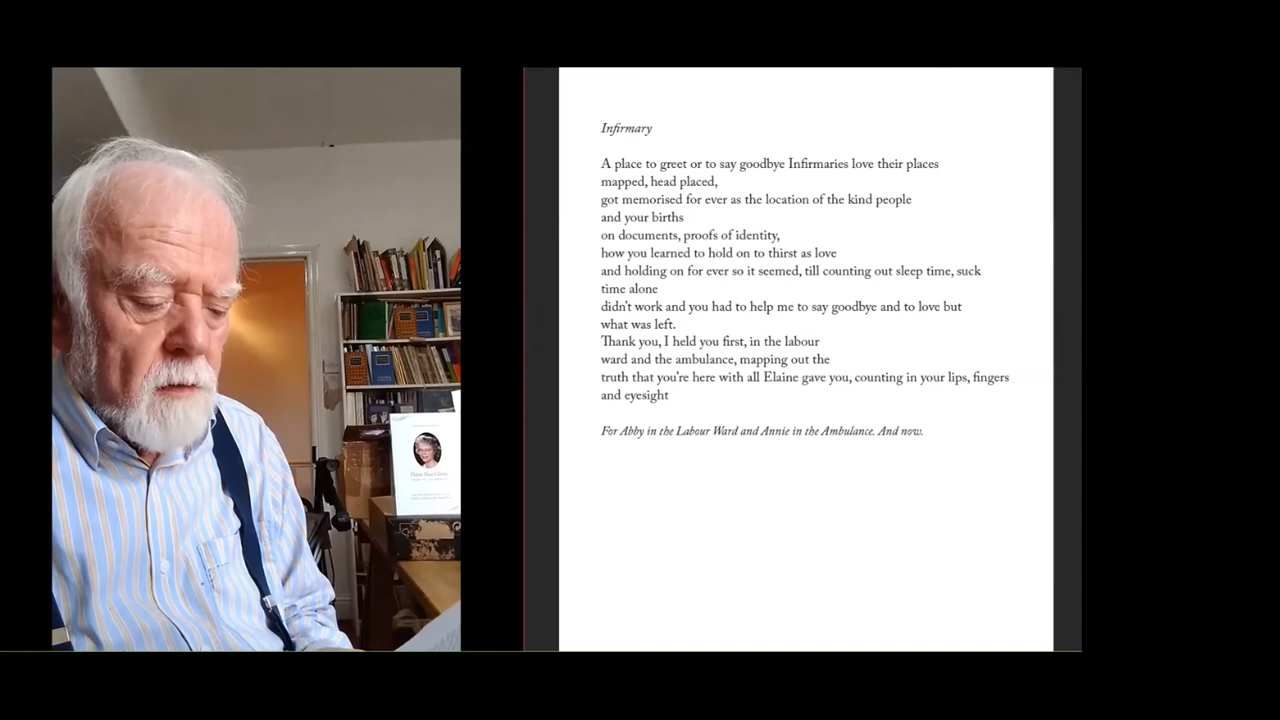 Infirmary
A place to greet or to say goodbye Infirmaries love their places
mapped, head placed,
got memorised for ever as the location of the kind people
and your births
on documents, proofs of identity,
how you learned to hold on to thirst as love
and holding on for ever so it seemed, till counting out sleep time, suck
time alone
didn't work and you had to help me to say goodbye and to love but
what was left.
Thank you, I held you first, in the labour
ward and the ambulance, mapping out the
truth that you're here with all Elaine gave you, counting in your lips, fingers
and eyesight
For Abby in the Labour Ward and Annie in the Ambulance. And now.